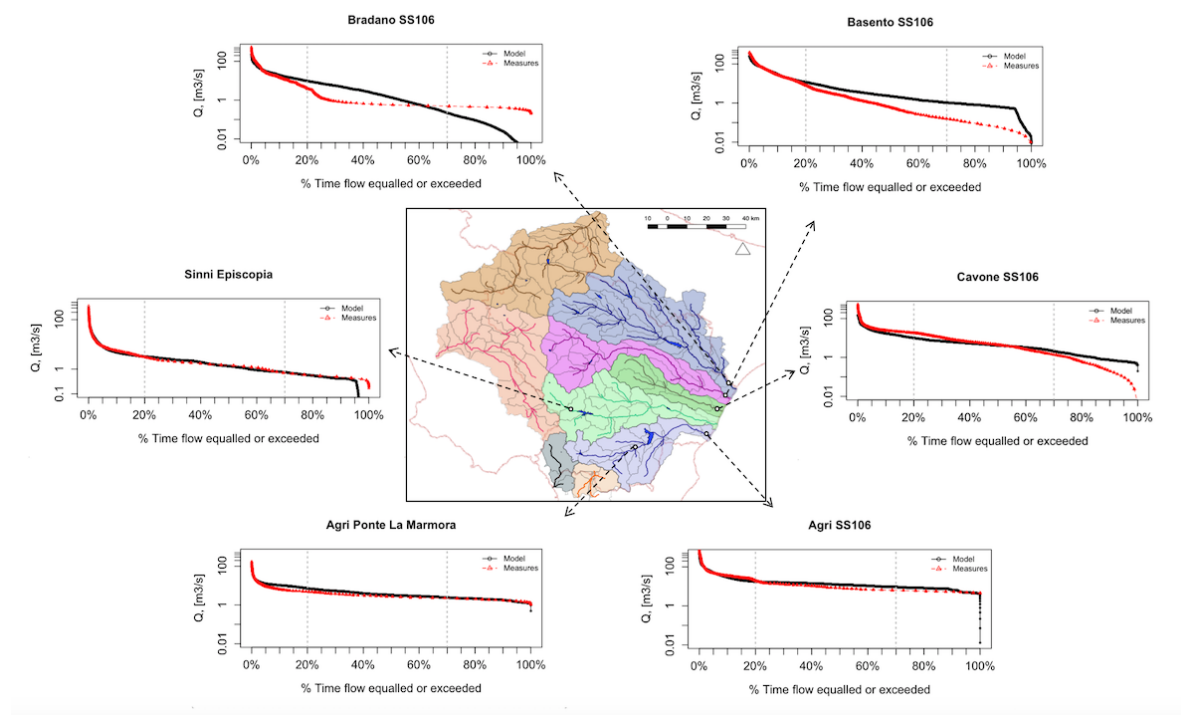 Bradano SS106
Q, [m3/s]
100
1
0.01
Model
Measures
0% 20% 40% 60% 80% 100%
% Time flow equalled or exceeded
Basento SS106
Q, [m3/s]
100
1
0.01
Model
Measures
0% 20% 40% 60% 80% 100%
% Time flow equalled or exceeded
10 0 10 20 30 40 km
Sinni Episcopia
Q, [m3/s]
100
1
0.1
Model
Measures
0% 20% 40% 60% 80% 100%
% Time flow equalled or exceeded
Cavone SS106
Q, [m3/s]
100
1
0.01
Model
Measures
0% 20% 40% 60% 80% 100%
% Time flow equalled or exceeded
Agri Ponte La Marmora
Q, [m3/s]
100
1
0.01
Model
Measures
0% 20% 40% 60% 80% 100%
% Time flow equalled or exceeded
Agri SS106
Q, [m3/s]
100
1
0.01
Model
Measures
0% 20% 40% 60% 80% 100%
% Time flow equalled or exceeded